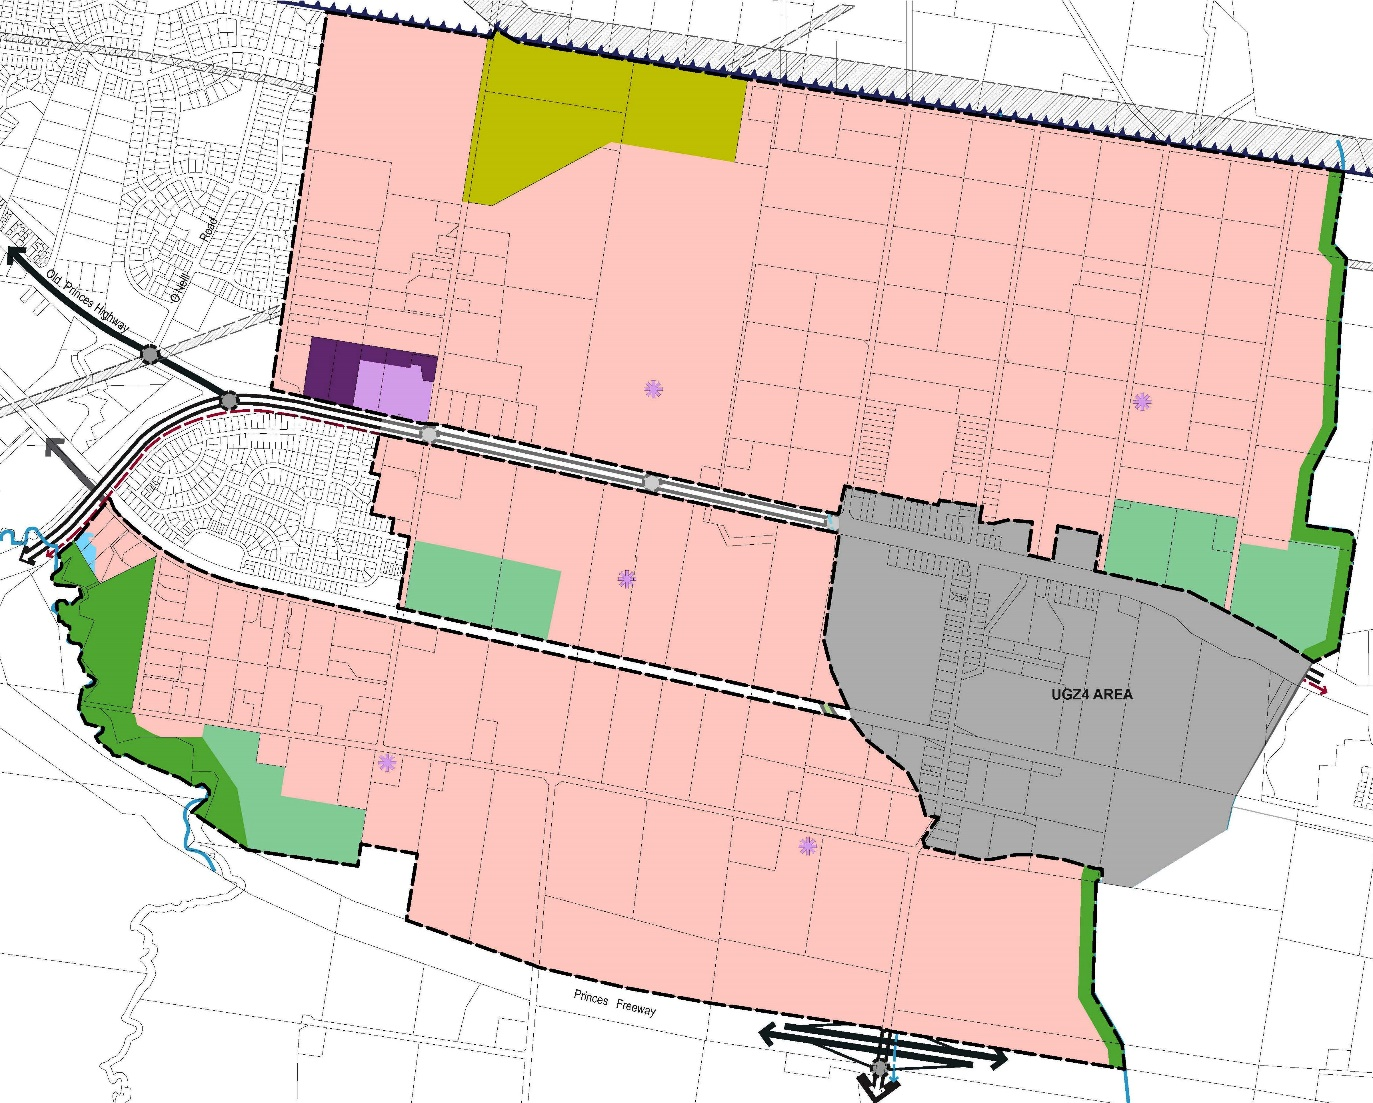 Road
O'Neill
Old Princes Highway
UGZ4 AREA
Princes Freeway